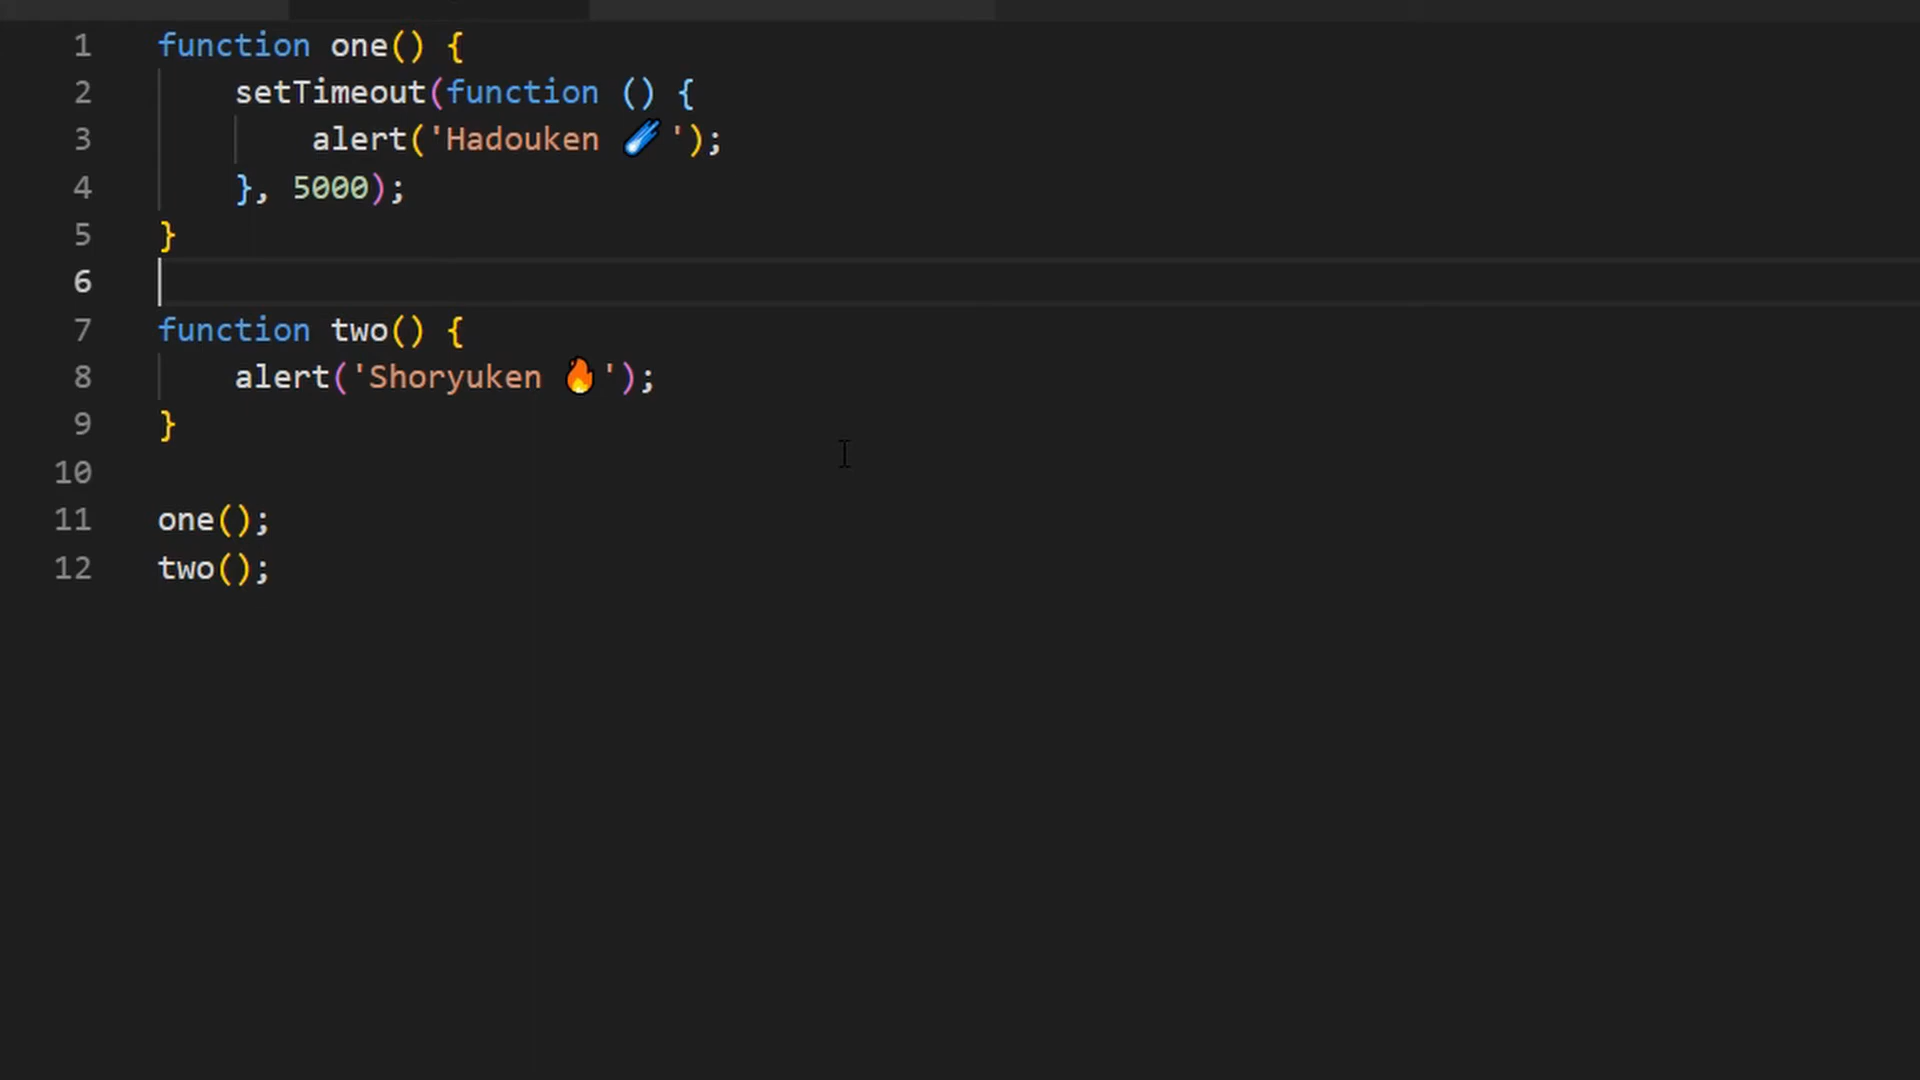 1 function one() {
2 setTimeout(function () {
3 alert('Hadouken ☄️');
4 }, 5000);
5 }
6
7 function two() {
8 alert('Shoryuken 🔥');
9 }
10
11 one();
12 two();